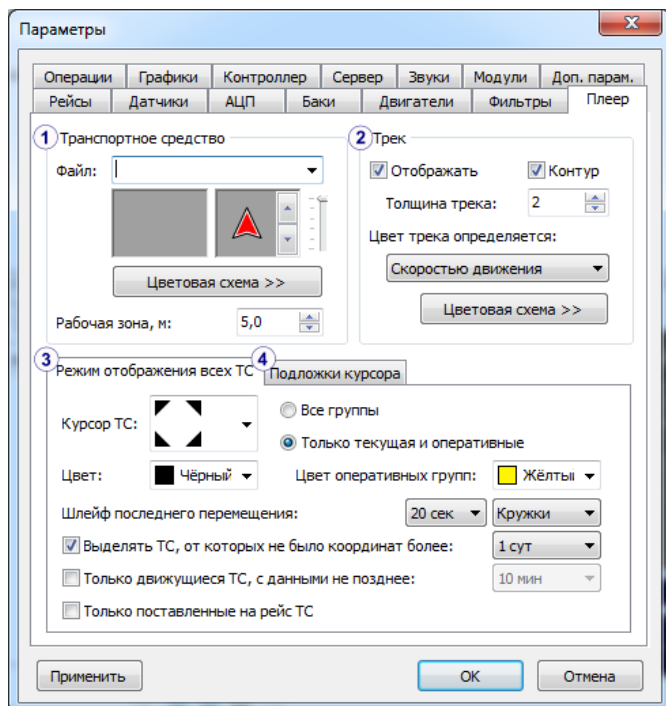 Параметры
Операции Графики Контроллер Сервер Звуки Модули Доп. парам.
Рейсы Датчики АЦП Баки Двигатели Фильтры Плеер
1 Транспортное средство
2 Трек
Файл:
Отображать Контур
Толщина трека: 2
Цвет трека определяется:
Цветовая схема >>
Скоростью движения
Рабочая зона, м: 5,0
Цветовая схема >>
3 Режим отображения всех ТС
4 Подложки курсора
Курсор ТС:
Все группы
Только текущая и оперативные
Цвет: Чёрный Цвет оперативных групп: Жёлты
Шлейф последнего перемещения: 20 сек Кружки
Выделять ТС, от которых не было координат более: 1 сут
Только движущиеся ТС, с данными не позднее: 10 мин
Только поставленные на рейс ТС
Применить ОК Отмена